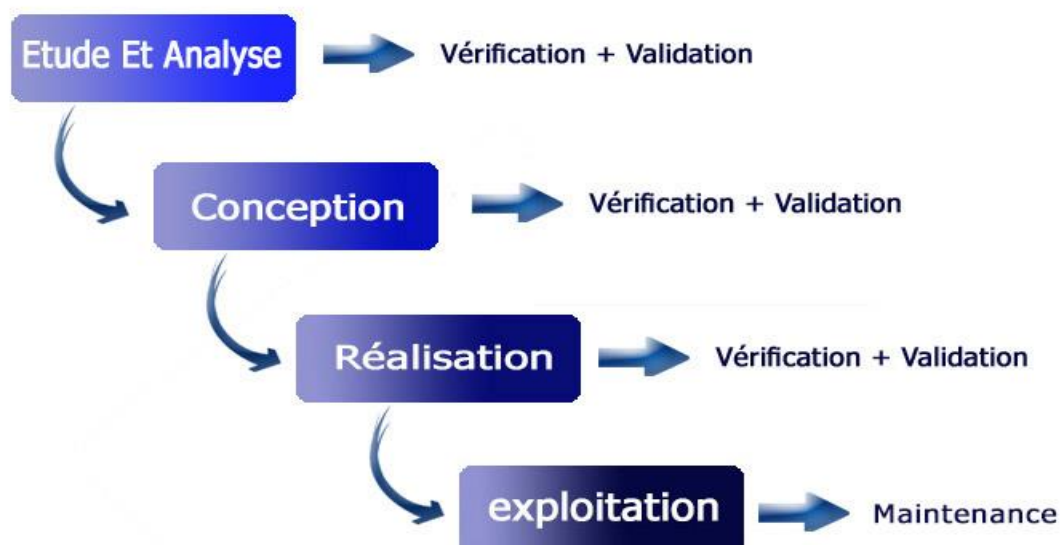 Etude Et Analyse
Vérification + Validation
Conception
Vérification + Validation
Réalisation
Vérification + Validation
exploitation
Maintenance